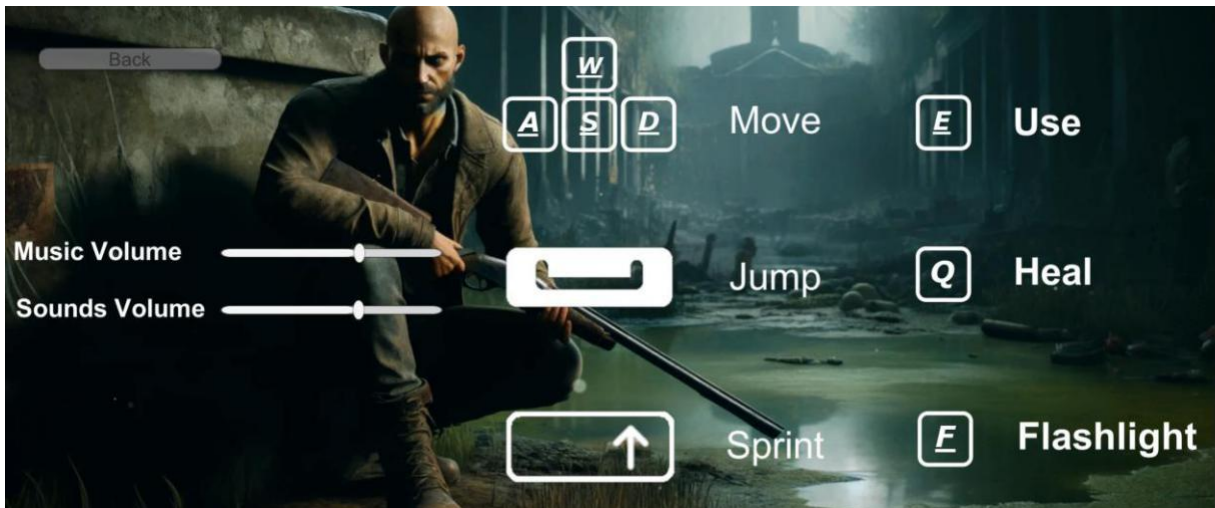 Back
W
A S D Move
E Use
Music Volume
Sounds Volume
Jump
Q Heal
Sprint
F Flashlight